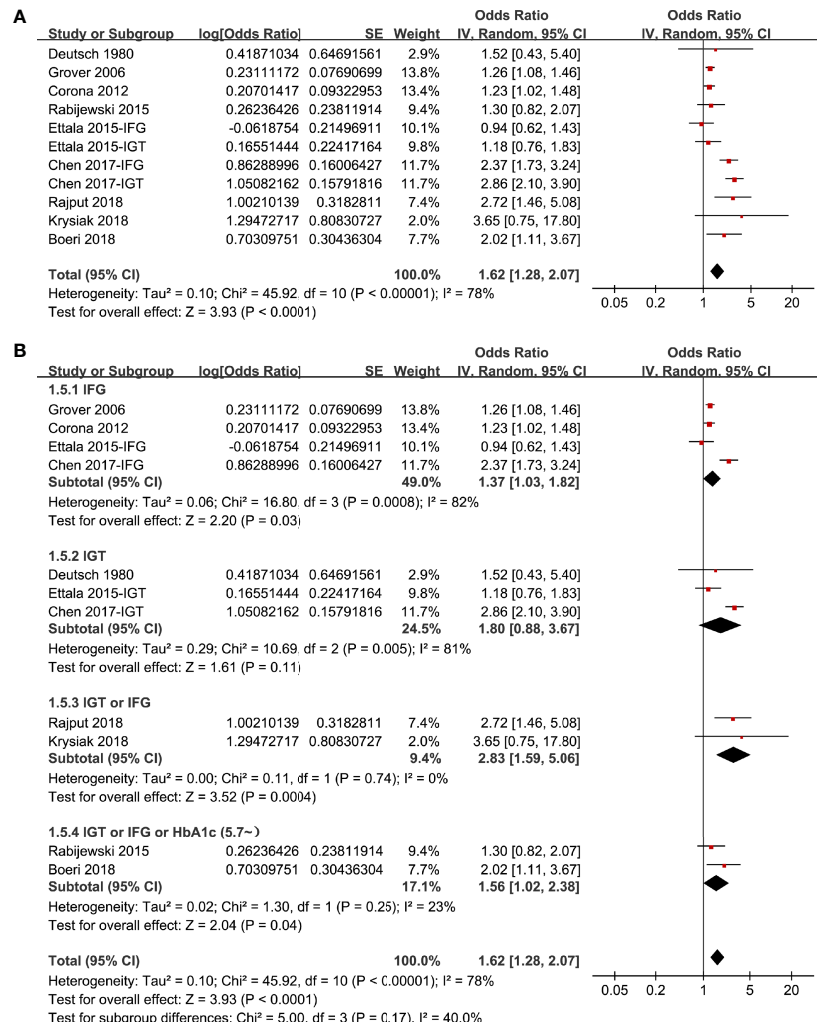 A
Odds Ratio Odds Ratio
Study or Subgroup log[Odds Ratio] SE Weight IV, Random, 95% CI IV, Random, 95% CI
Deutsch 1980 0.41871034 0.64691561 2.9% 1.52 [0.43, 5.40]
Grover 2006 0.23111172 0.07690699 13.8% 1.26 [1.08, 1.46]
Corona 2012 0.20701417 0.09322953 13.4% 1.23 [1.02, 1.48]
Rabijewski 2015 0.26236426 0.23811914 9.4% 1.30 [0.82, 2.07]
Ettala 2015-IFG -0.0618754 0.21496911 10.1% 0.94 [0.62, 1.43]
Ettala 2015-IGT 0.16551444 0.22417164 9.8% 1.18 [0.76, 1.83]
Chen 2017-IFG 0.86288996 0.16006427 11.7% 2.37 [1.73, 3.24]
Chen 2017-IGT 1.05082162 0.15791816 11.7% 2.86 [2.10, 3.90]
Rajput 2018 1.00210139 0.3182811 7.4% 2.72 [1.46, 5.08]
Krysiak 2018 1.29472717 0.80830727 2.0% 3.65 [0.75, 17.80]
Boeri 2018 0.70309751 0.30436304 7.7% 2.02 [1.11, 3.67]
Total (95% CI) 100.0% 1.62 [1.28, 2.07]
Heterogeneity: Tau² = 0.10; Chi² = 45.92, df = 10 (P < 0.00001); I² = 78%
Test for overall effect: Z = 3.93 (P < 0.0001)
0.05 0.2 1 5 20
B
Odds Ratio Odds Ratio
Study or Subgroup log[Odds Ratio] SE Weight IV, Random, 95% CI IV, Random, 95% CI
1.5.1 IFG
Grover 2006 0.23111172 0.07690699 13.8% 1.26 [1.08, 1.46]
Corona 2012 0.20701417 0.09322953 13.4% 1.23 [1.02, 1.48]
Ettala 2015-IFG -0.0618754 0.21496911 10.1% 0.94 [0.62, 1.43]
Chen 2017-IFG 0.86288996 0.16006427 11.7% 2.37 [1.73, 3.24]
Subtotal (95% CI) 49.0% 1.37 [1.03, 1.82]
Heterogeneity: Tau² = 0.06; Chi² = 16.80, df = 3 (P = 0.0008); I² = 82%
Test for overall effect: Z = 2.20 (P = 0.03)
1.5.2 IGT
Deutsch 1980 0.41871034 0.64691561 2.9% 1.52 [0.43, 5.40]
Ettala 2015-IGT 0.16551444 0.22417164 9.8% 1.18 [0.76, 1.83]
Chen 2017-IGT 1.05082162 0.15791816 11.7% 2.86 [2.10, 3.90]
Subtotal (95% CI) 24.5% 1.80 [0.88, 3.67]
Heterogeneity: Tau² = 0.29; Chi² = 10.69, df = 2 (P = 0.005); I² = 81%
Test for overall effect: Z = 1.61 (P = 0.11)
1.5.3 IGT or IFG
Rajput 2018 1.00210139 0.3182811 7.4% 2.72 [1.46, 5.08]
Krysiak 2018 1.29472717 0.80830727 2.0% 3.65 [0.75, 17.80]
Subtotal (95% CI) 9.4% 2.83 [1.59, 5.06]
Heterogeneity: Tau² = 0.00; Chi² = 0.11, df = 1 (P = 0.74); I² = 0%
Test for overall effect: Z = 3.52 (P = 0.0004)
1.5.4 IGT or IFG or HbA1c (5.7~)
Rabijewski 2015 0.26236426 0.23811914 9.4% 1.30 [0.82, 2.07]
Boeri 2018 0.70309751 0.30436304 7.7% 2.02 [1.11, 3.67]
Subtotal (95% CI) 17.1% 1.56 [1.02, 2.38]
Heterogeneity: Tau² = 0.02; Chi² = 1.30, df = 1 (P = 0.25); I² = 23%
Test for overall effect: Z = 2.04 (P = 0.04)
Total (95% CI) 100.0% 1.62 [1.28, 2.07]
Heterogeneity: Tau² = 0.10; Chi² = 45.92, df = 10 (P < 0.00001); I² = 78%
Test for overall effect: Z = 3.93 (P < 0.0001)
0.05 0.2 1 5 20
Test for subgroup differences: Chi² = 5.00, df = 3 (P = 0.17), I² = 40.0%